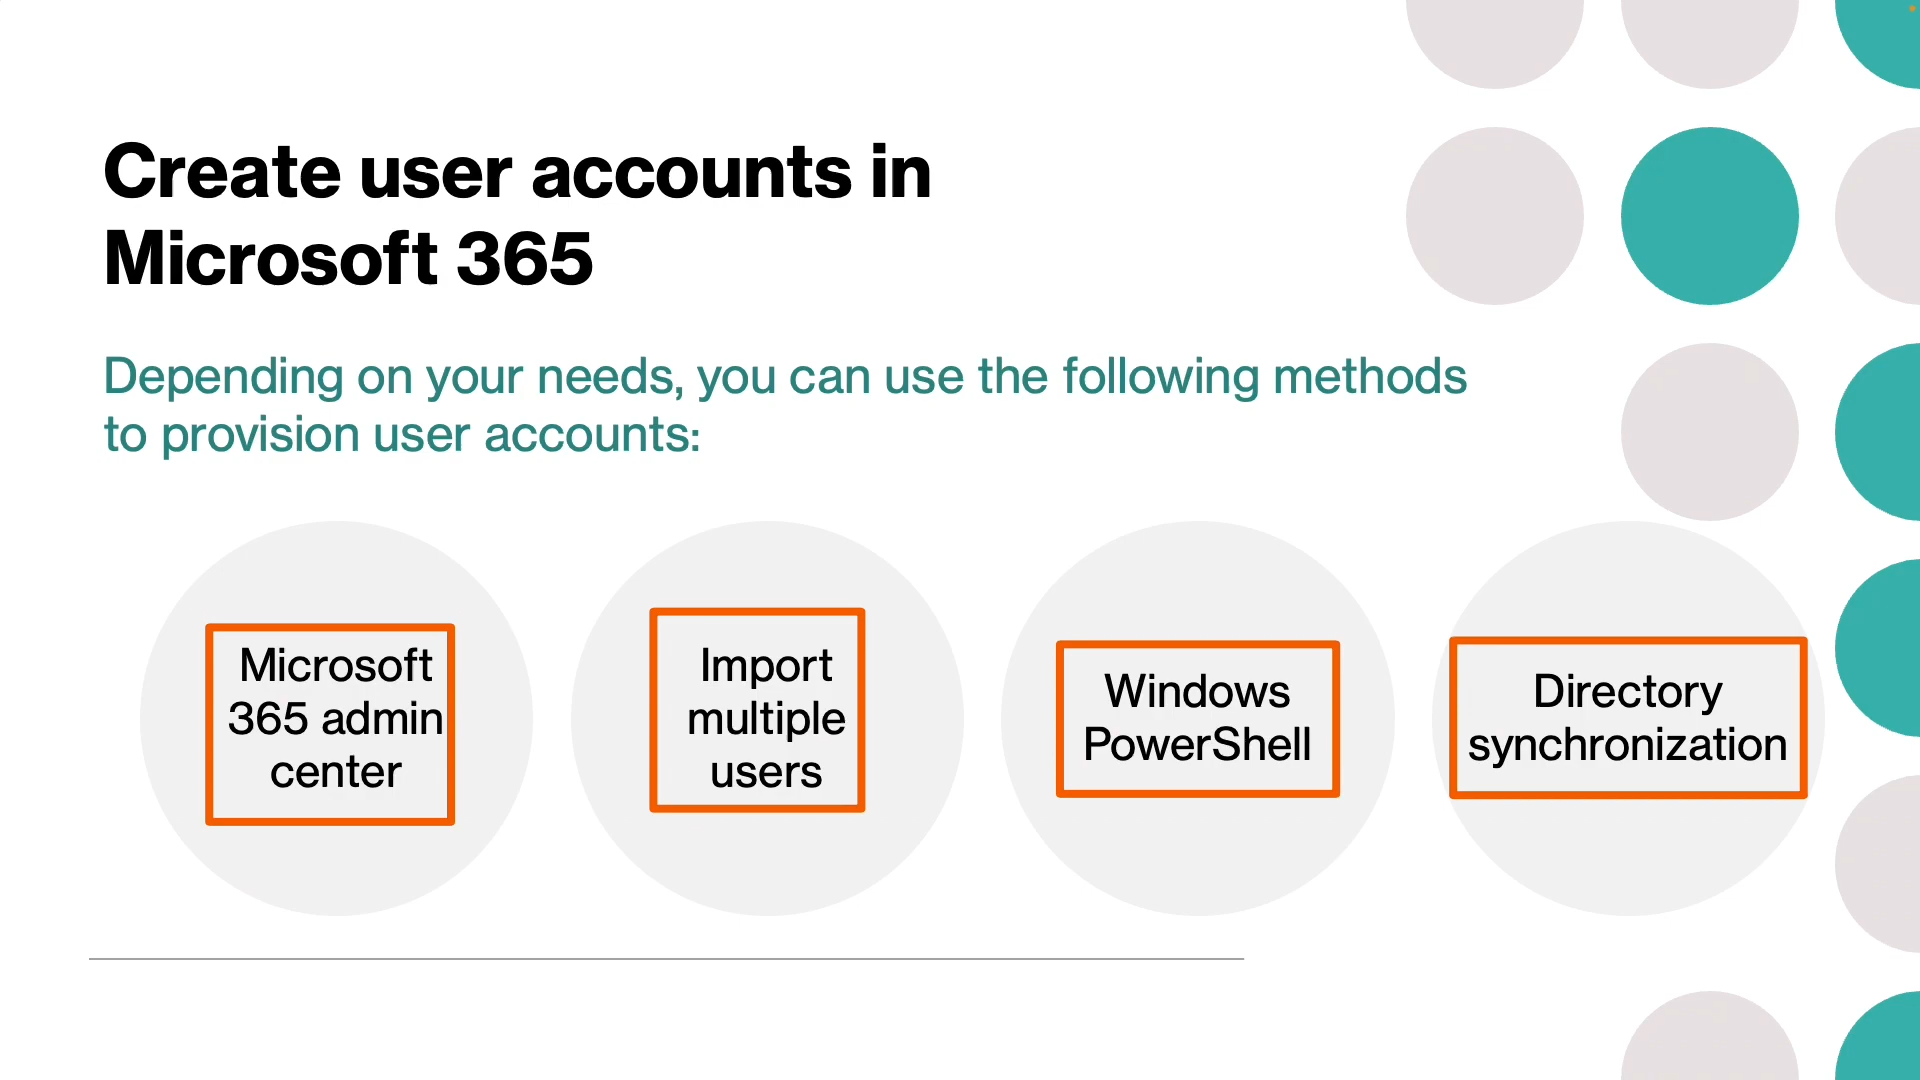 Create user accounts in
Microsoft 365
Depending on your needs, you can use the following methods
to provision user accounts:
Microsoft
365 admin
center
Import
multiple
users
Windows
PowerShell
Directory
synchronization